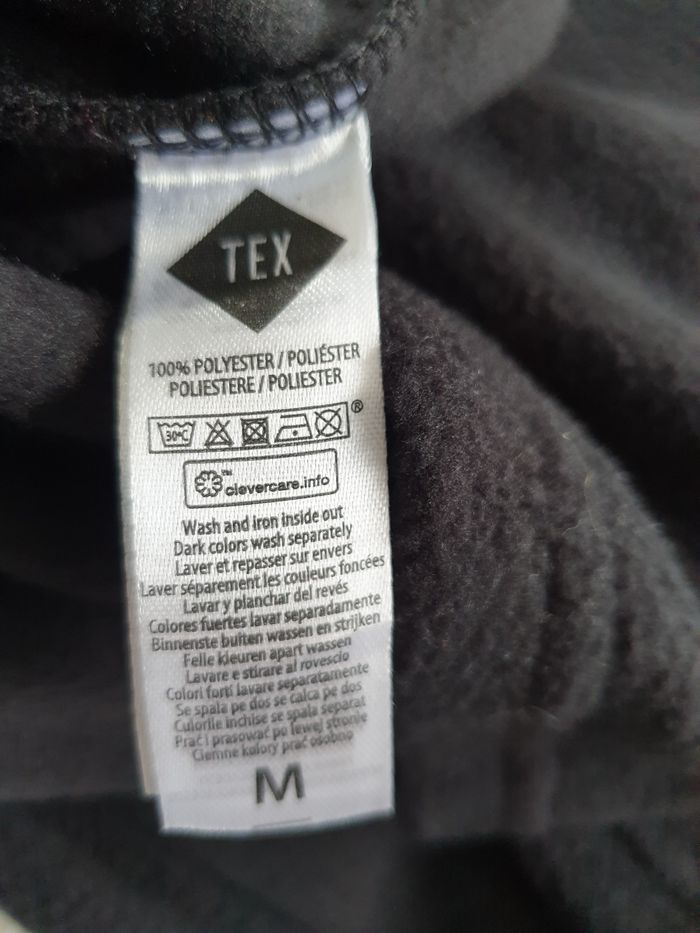 TEX
100% POLYESTER / POLIÉSTER
POLIESTERE / POLIESTER
30°C ®
™ clevercare.info
Wash and iron inside out
Dark colors wash separately
Laver et repasser sur envers
Laver séparement les couleurs foncées
Lavar y planchar del revés
Colores fuertes lavar separadamente
Binnenste buiten wassen en strijken
Felle kleuren apart wassen
Lavare e stirare al rovescio
Colori forti lavare separatamente
Se spala pe dos se calca pe dos
Culorile inchise se spala separat
Prać i prasować po lewej stronie
Ciemne kolory prać osobno
M